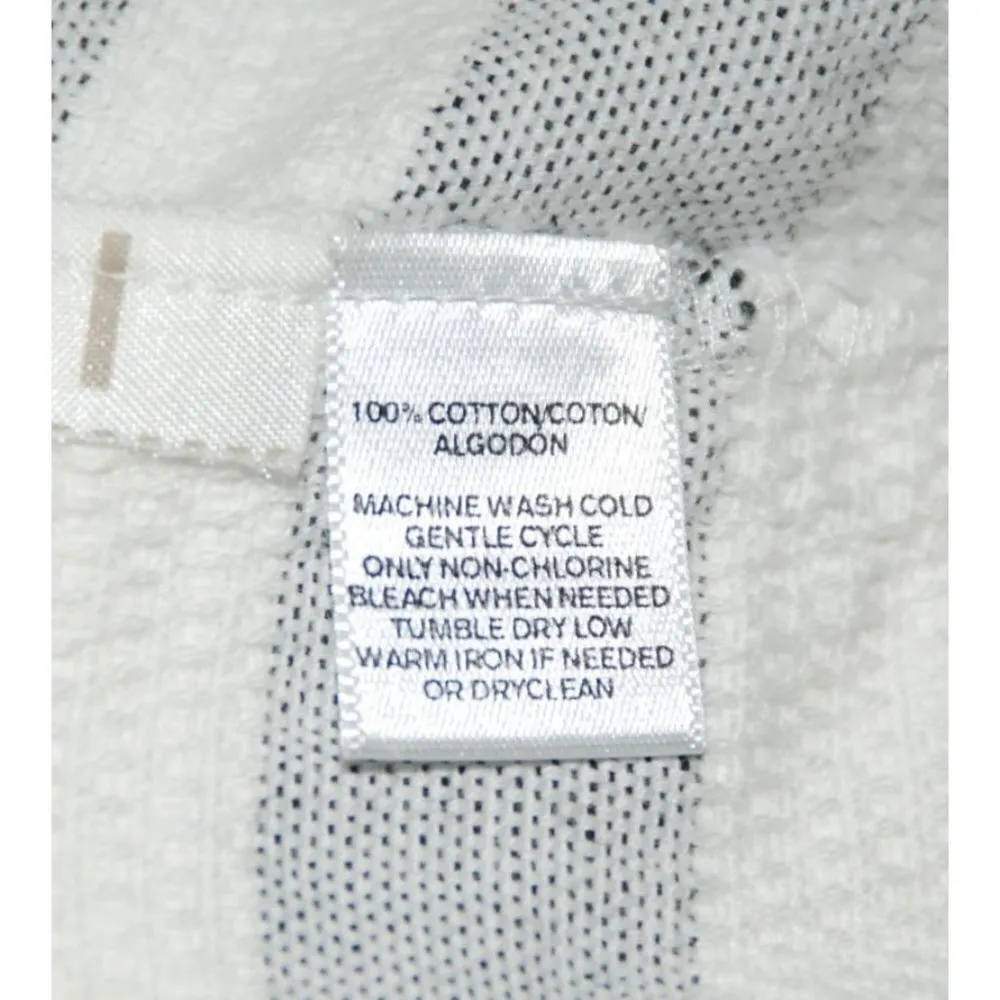 100% COTTON/COTON/
ALGODÓN
MACHINE WASH COLD
GENTLE CYCLE
ONLY NON-CHLORINE
BLEACH WHEN NEEDED
TUMBLE DRY LOW
WARM IRON IF NEEDED
OR DRYCLEAN